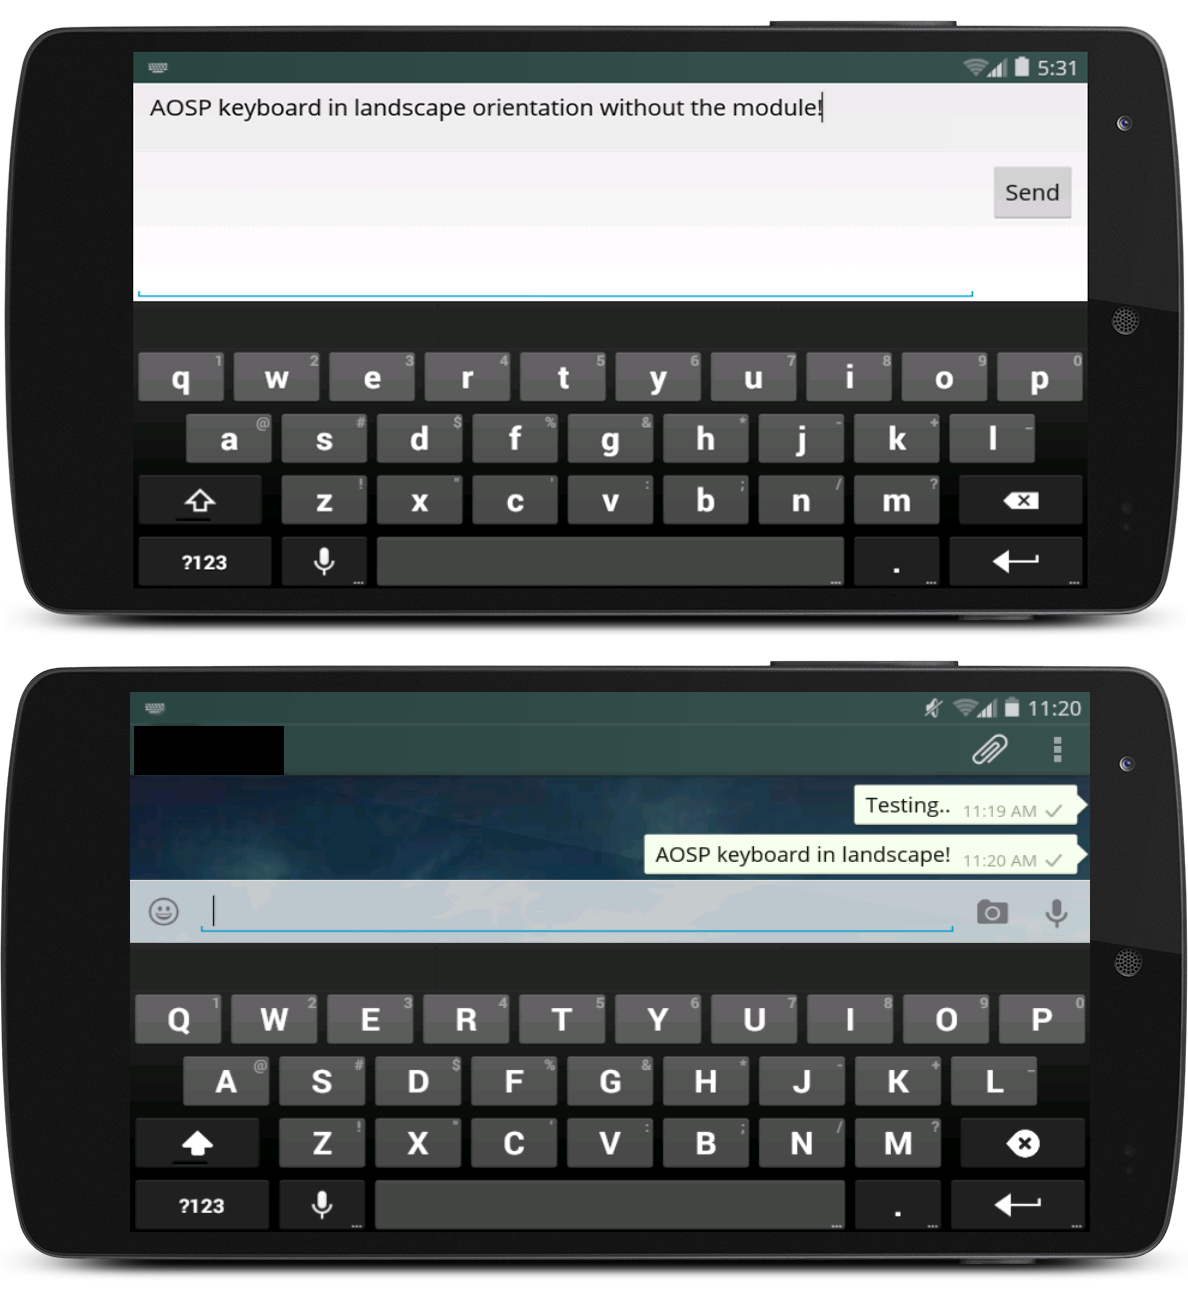 5:31
AOSP keyboard in landscape orientation without the module!
Send
q 1 w 2 e 3 r 4 t 5 y 6 u 7 i 8 o 9 p 0
a @ s # d $ f % g & h * j - k + l _
z ! x " c ' v : b ; n / m ?
?123 ... ... . ... ...
11:20
Testing.. 11:19 AM
AOSP keyboard in landscape! 11:20 AM
Q 1 W 2 E 3 R 4 T 5 Y 6 U 7 I 8 O 9 P 0
A @ S # D $ F % G & H * J - K + L _
Z ! X " C ' V : B ; N / M ?
?123 ... ... . ... ...